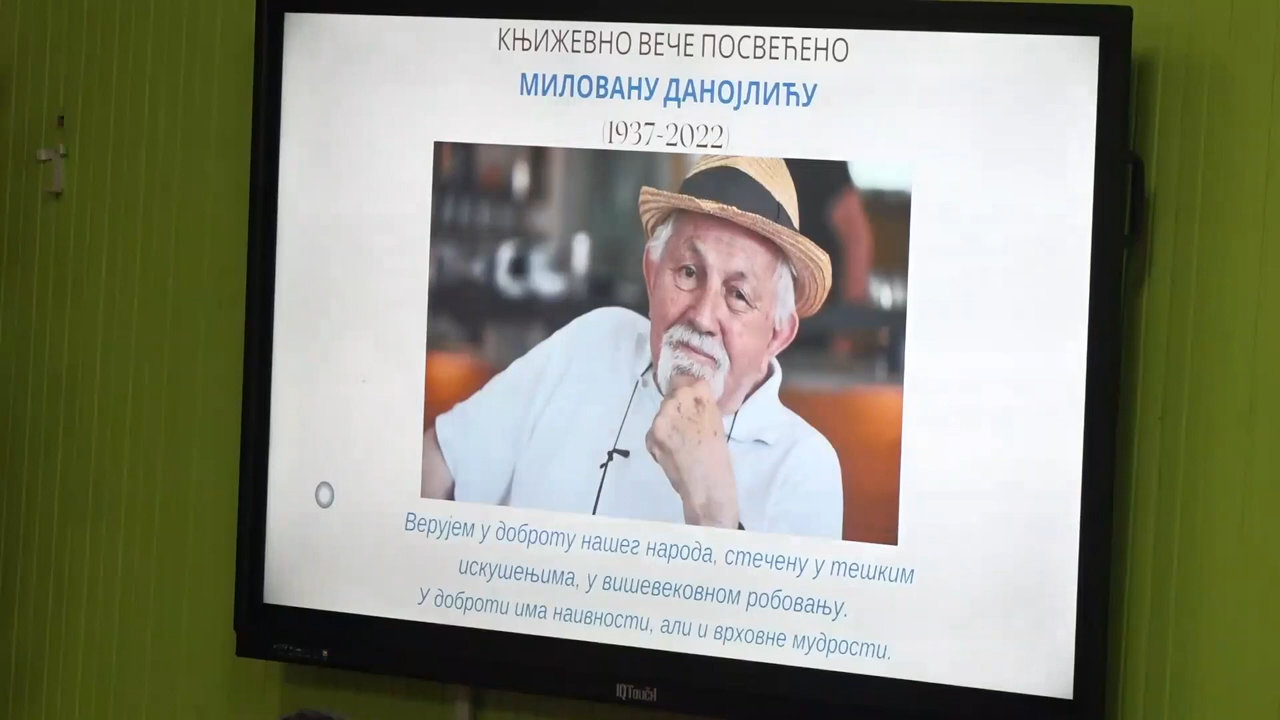 КЊИЖЕВНО ВЕЧЕ ПОСВЕЋЕНО
МИЛОВАНУ ДАНОЈЛИЋУ
(1937-2022)
Верујем у доброту нашег народа, стечену у тешким
искушењима, у вишевековном робовању.
У доброти има наивности, али и врховне мудрости.
IQTouch